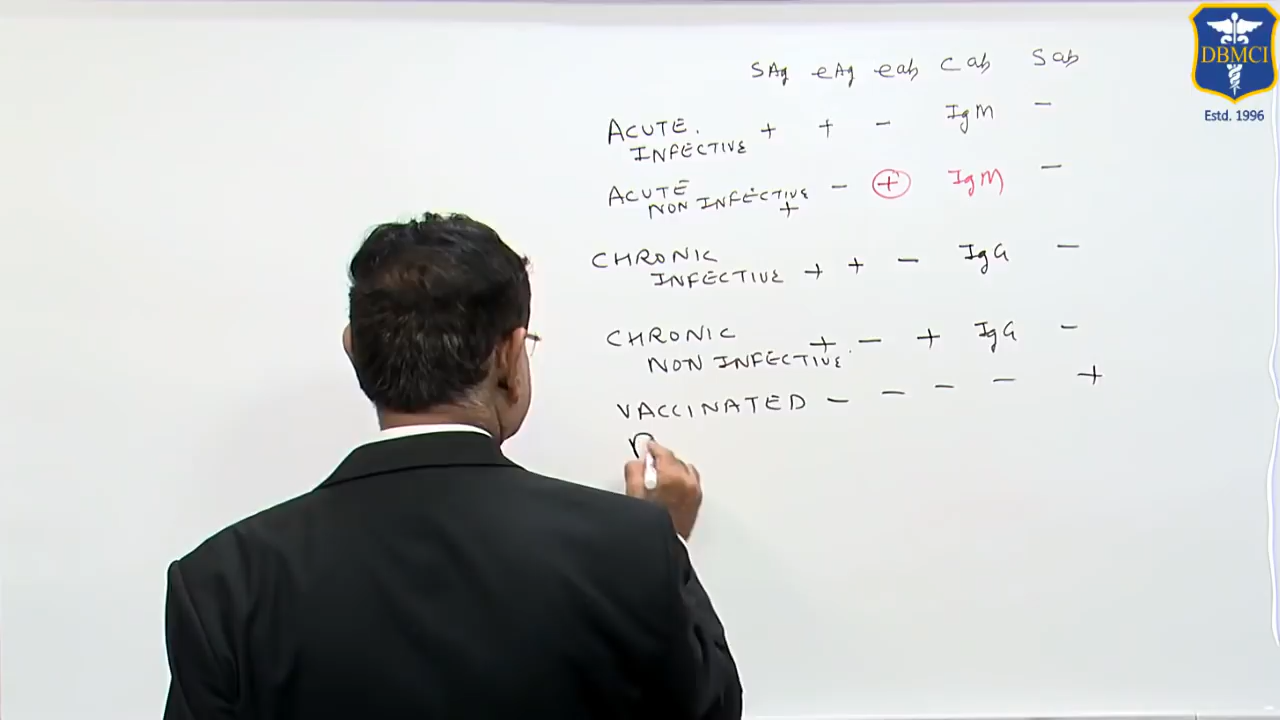 SAg eAg eab Cab Sab
ACUTE. + + - IgM -
INFECTIVE
ACUTE - + IgM -
NON INFECTIVE
+
CHRONIC
INFECTIVE + + - IgG -
CHRONIC + - + IgG -
NON INFECTIVE.
VACCINATED - - - - +
DBMCI
Estd. 1996